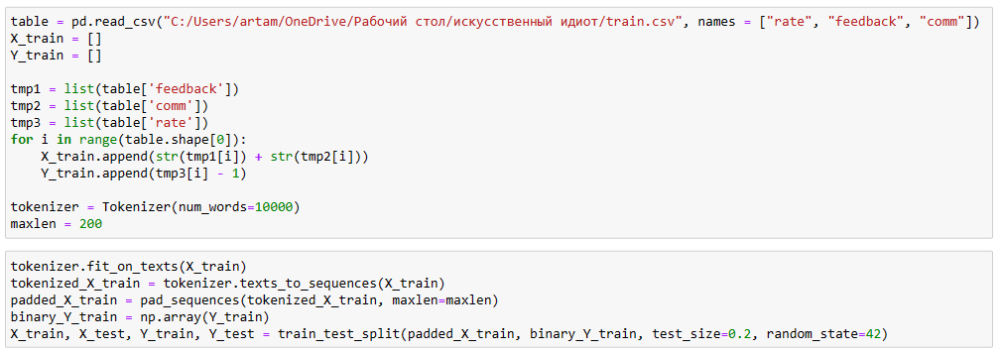 table = pd.read_csv("C:/Users/artam/OneDrive/Рабочий стол/искусственный идиот/train.csv", names = ["rate", "feedback", "comm"])
X_train = []
Y_train = []

tmp1 = list(table['feedback'])
tmp2 = list(table['comm'])
tmp3 = list(table['rate'])
for i in range(table.shape[0]):
    X_train.append(str(tmp1[i]) + str(tmp2[i]))
    Y_train.append(tmp3[i] - 1)

tokenizer = Tokenizer(num_words=10000)
maxlen = 200

tokenizer.fit_on_texts(X_train)
tokenized_X_train = tokenizer.texts_to_sequences(X_train)
padded_X_train = pad_sequences(tokenized_X_train, maxlen=maxlen)
binary_Y_train = np.array(Y_train)
X_train, X_test, Y_train, Y_test = train_test_split(padded_X_train, binary_Y_train, test_size=0.2, random_state=42)